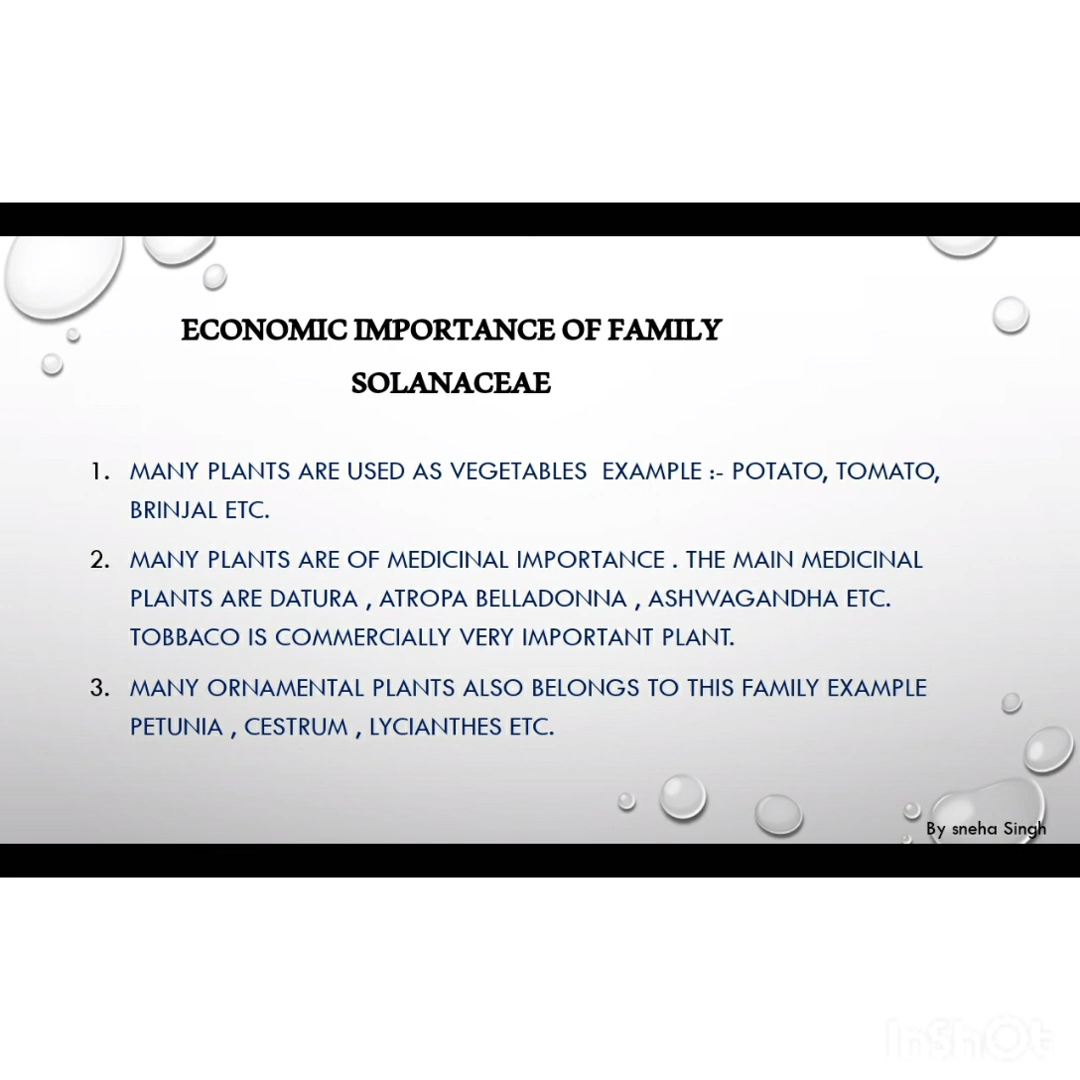 ECONOMIC IMPORTANCE OF FAMILY
SOLANACEAE
1. MANY PLANTS ARE USED AS VEGETABLES EXAMPLE :- POTATO, TOMATO,
BRINJAL ETC.
2. MANY PLANTS ARE OF MEDICINAL IMPORTANCE . THE MAIN MEDICINAL
PLANTS ARE DATURA , ATROPA BELLADONNA , ASHWAGANDHA ETC.
TOBBACO IS COMMERCIALLY VERY IMPORTANT PLANT.
3. MANY ORNAMENTAL PLANTS ALSO BELONGS TO THIS FAMILY EXAMPLE
PETUNIA , CESTRUM , LYCIANTHES ETC.
By sneha Singh
InShOt